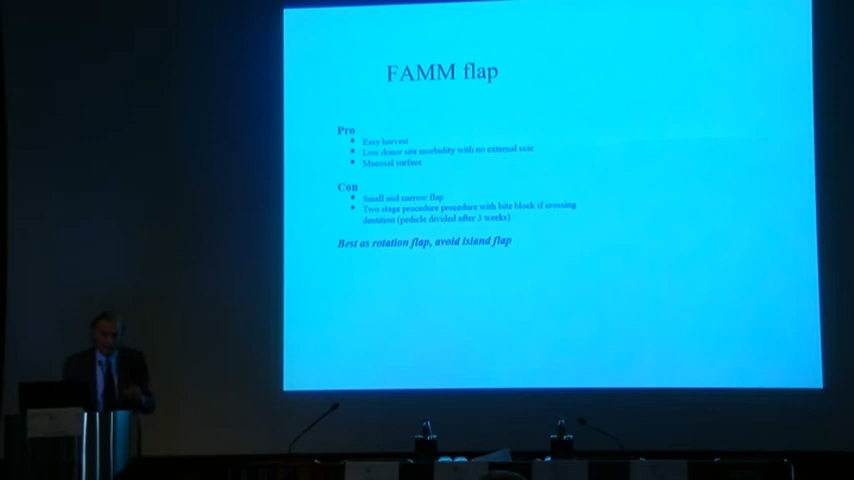 FAMM flap
Pro
Easy harvest
Low donor site morbidity with no external scar
Mucosal surface
Con
Small and narrow flap
Two stage procedure procedure with bite block if crossing
dentition (pedicle divided after 3 weeks)
Best as rotation flap, avoid island flap